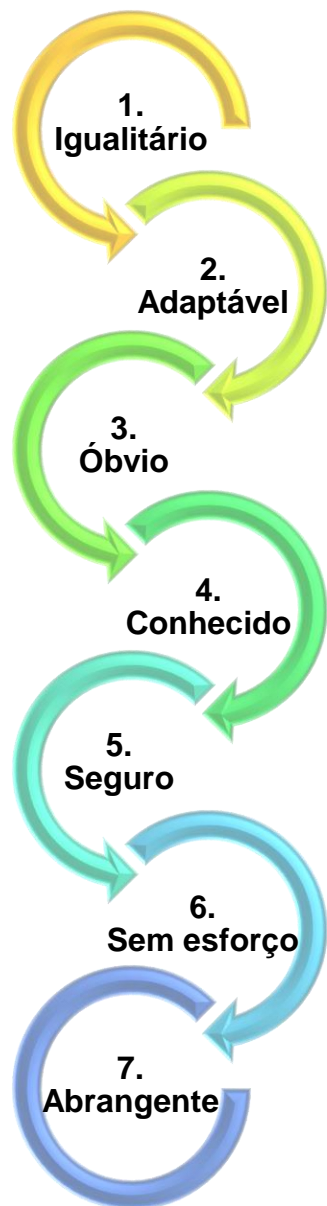 1.
Igualitário
2.
Adaptável
3.
Óbvio
4.
Conhecido
5.
Seguro
6.
Sem esforço
7.
Abrangente